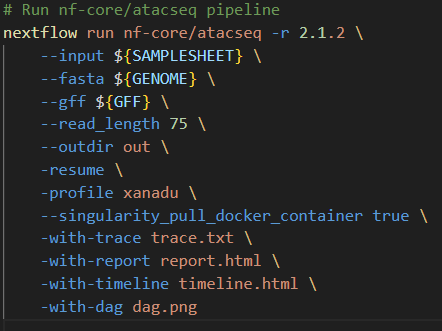 # Run nf-core/atacseq pipeline
nextflow run nf-core/atacseq -r 2.1.2 \
--input ${SAMPLESHEET} \
--fasta ${GENOME} \
--gff ${GFF} \
--read_length 75 \
--outdir out \
-resume \
-profile xanadu \
--singularity_pull_docker_container true \
-with-trace trace.txt \
-with-report report.html \
-with-timeline timeline.html \
-with-dag dag.png